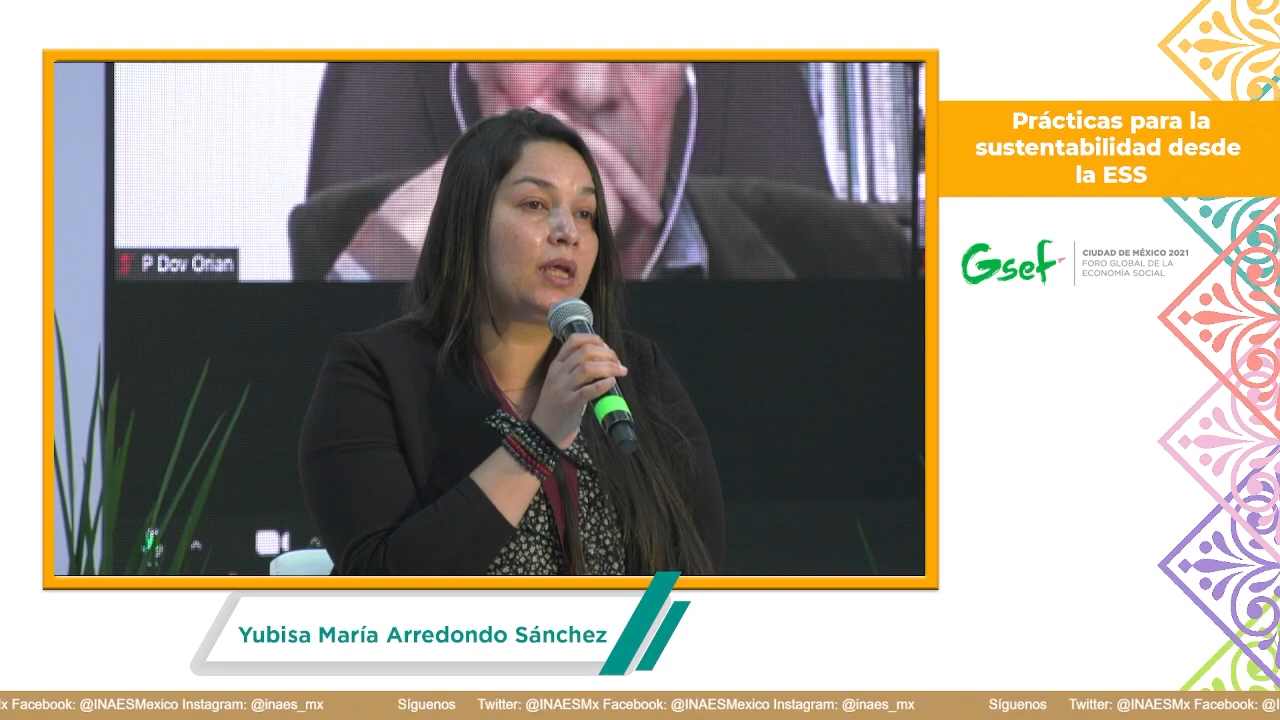 Prácticas para la
sustentabilidad desde
la ESS
P Dov Orian
Gsef
CIUDAD DE MÉXICO 2021
FORO GLOBAL DE LA
ECONOMÍA SOCIAL
Yubisa María Arredondo Sánchez
x Facebook: @INAESMexico Instagram: @inaes_mx Síguenos Twitter: @INAESMx Facebook: @INAESMexico Instagram: @inaes_mx Síguenos Twitter: @INAESMx Facebook: @